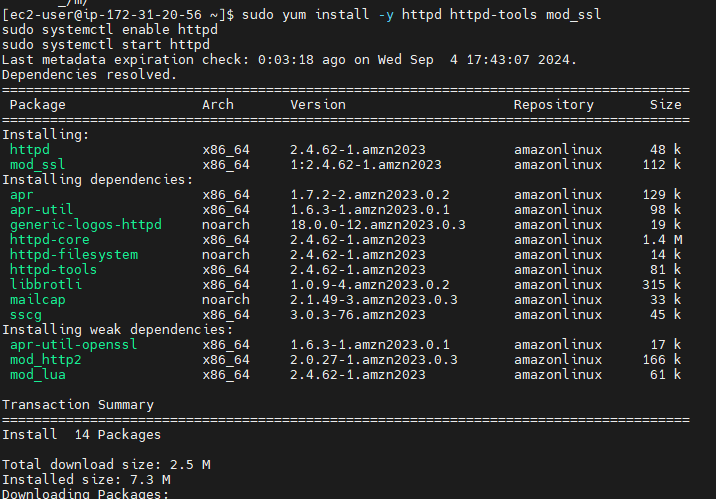 _/m/'
[ec2-user@ip-172-31-20-56 ~]$ sudo yum install -y httpd httpd-tools mod_ssl
sudo systemctl enable httpd
sudo systemctl start httpd
Last metadata expiration check: 0:03:18 ago on Wed Sep  4 17:43:07 2024.
Dependencies resolved.
================================================================================
Package Arch Version Repository Size
================================================================================
Installing:
httpd x86_64 2.4.62-1.amzn2023 amazonlinux 48 k
mod_ssl x86_64 1:2.4.62-1.amzn2023 amazonlinux 112 k
Installing dependencies:
apr x86_64 1.7.2-2.amzn2023.0.2 amazonlinux 129 k
apr-util x86_64 1.6.3-1.amzn2023.0.1 amazonlinux 98 k
generic-logos-httpd noarch 18.0.0-12.amzn2023.0.3 amazonlinux 19 k
httpd-core x86_64 2.4.62-1.amzn2023 amazonlinux 1.4 M
httpd-filesystem noarch 2.4.62-1.amzn2023 amazonlinux 14 k
httpd-tools x86_64 2.4.62-1.amzn2023 amazonlinux 81 k
libbrotli x86_64 1.0.9-4.amzn2023.0.2 amazonlinux 315 k
mailcap noarch 2.1.49-3.amzn2023.0.3 amazonlinux 33 k
sscg x86_64 3.0.3-76.amzn2023 amazonlinux 45 k
Installing weak dependencies:
apr-util-openssl x86_64 1.6.3-1.amzn2023.0.1 amazonlinux 17 k
mod_http2 x86_64 2.0.27-1.amzn2023.0.3 amazonlinux 166 k
mod_lua x86_64 2.4.62-1.amzn2023 amazonlinux 61 k
Transaction Summary
================================================================================
Install  14 Packages
Total download size: 2.5 M
Installed size: 7.3 M
Downloading Packages: